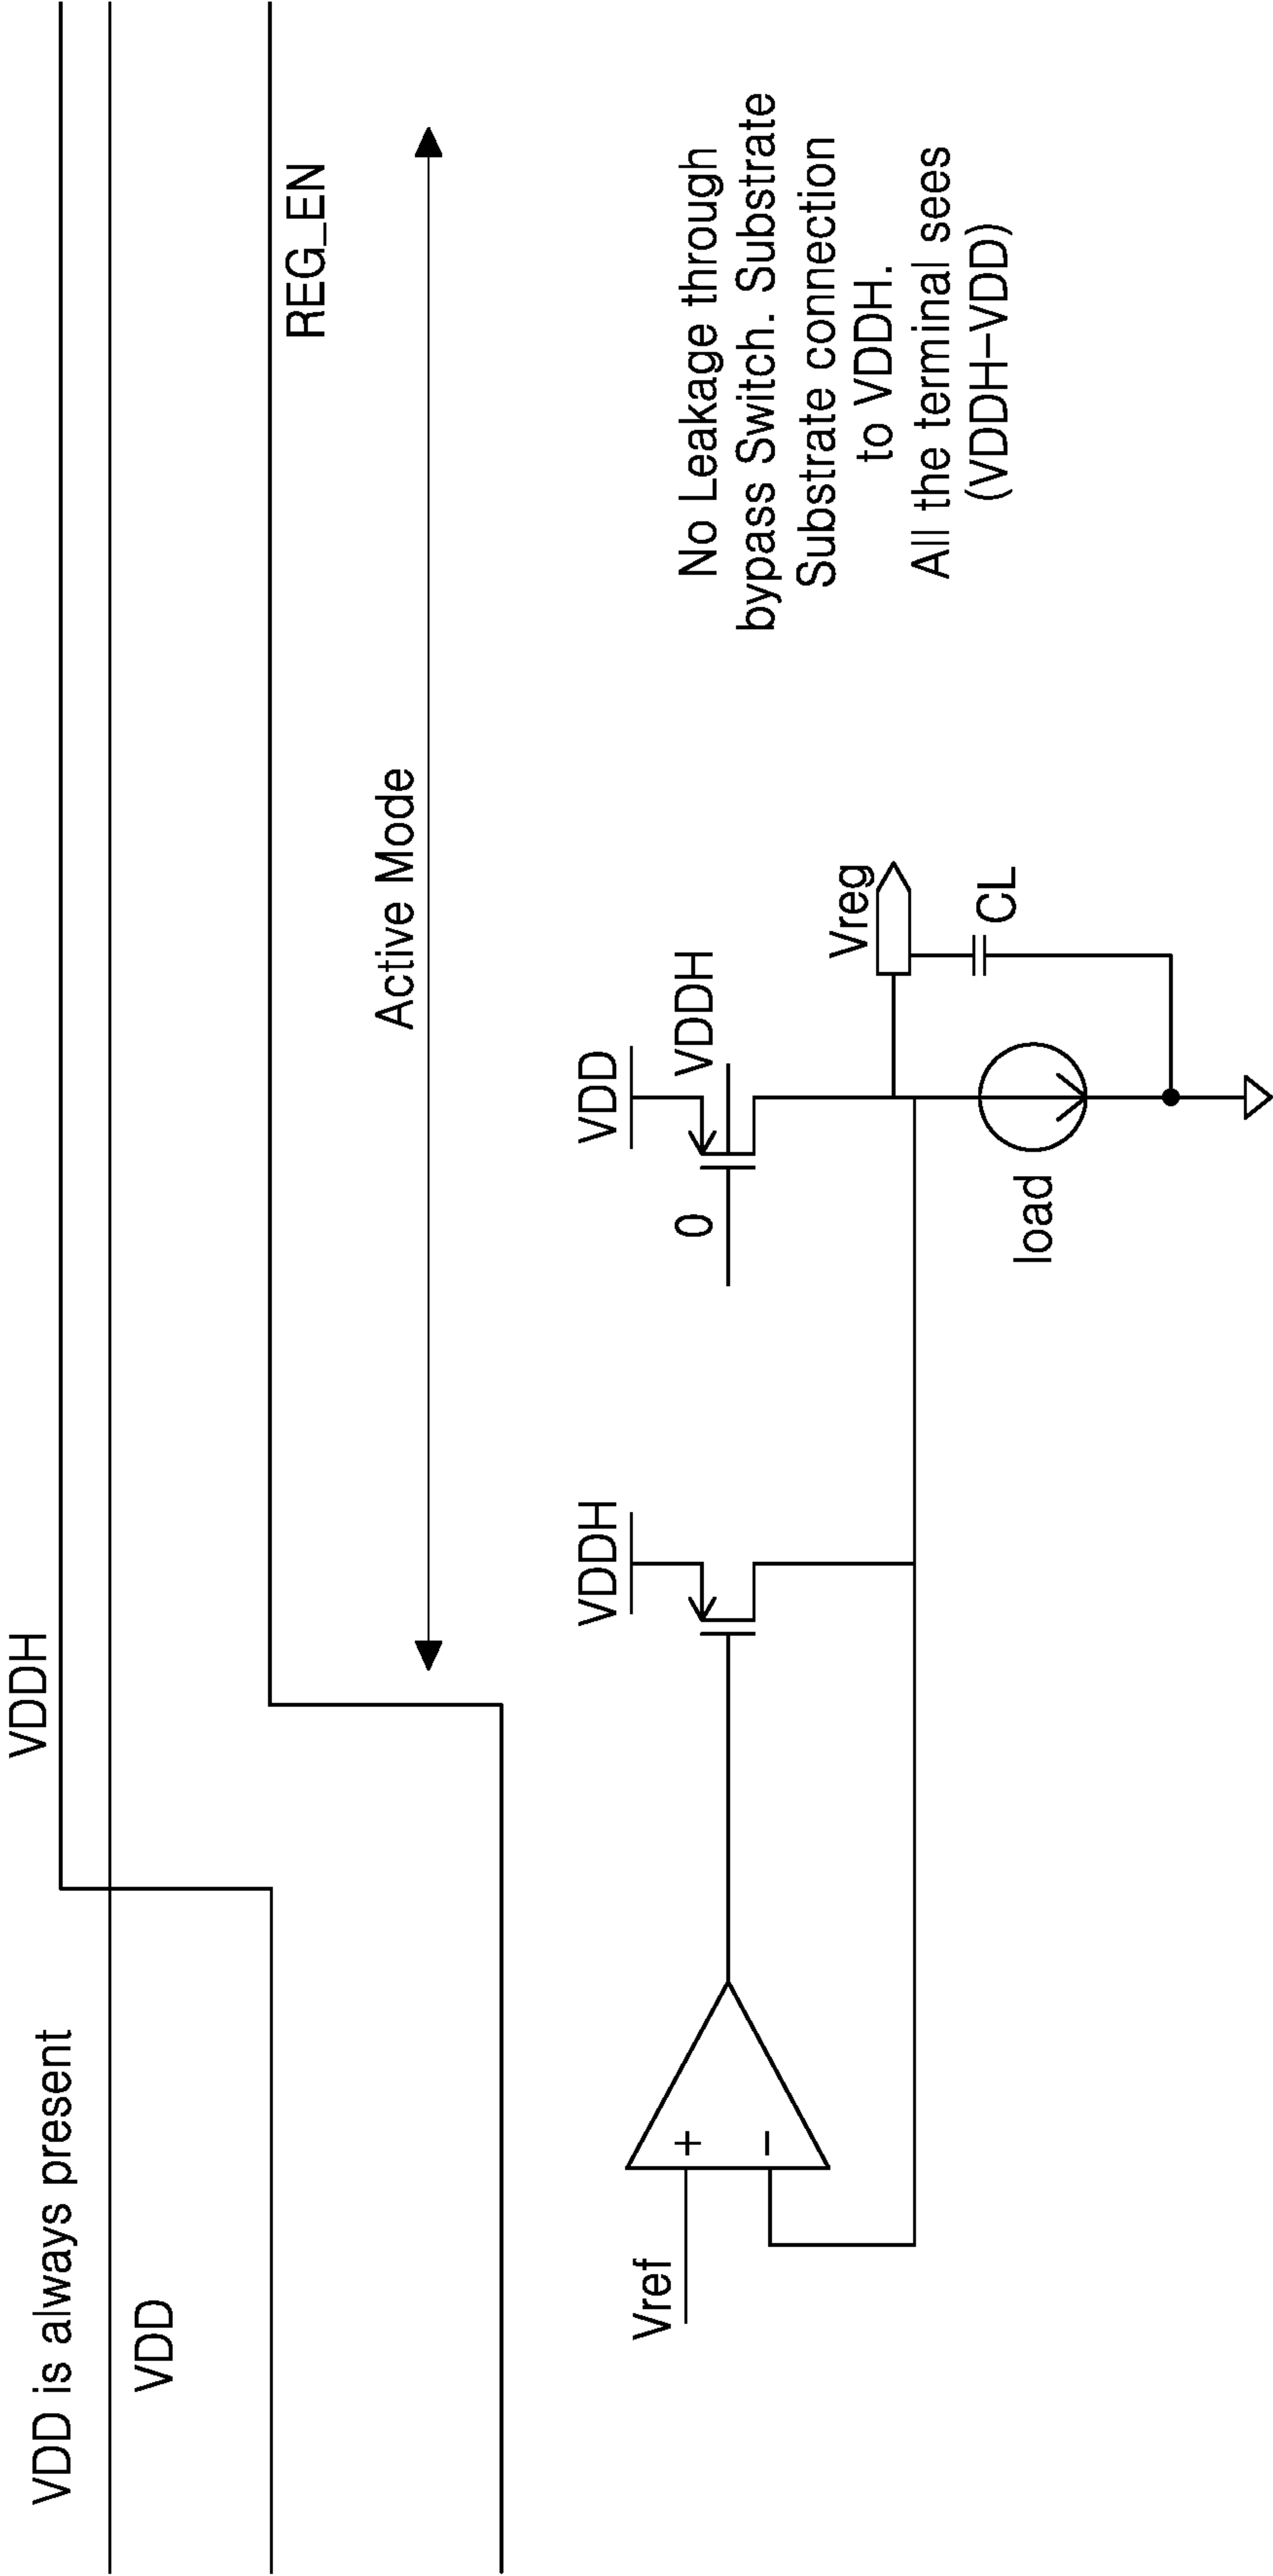 VDD is always present
VDDH
VDD
REG_EN
Active Mode
VDDH
VDD
VDDH
0
Vref
+
−
Vreg
CL
load
No Leakage through
bypass Switch. Substrate
Substrate connection
to VDDH.
All the terminal sees
(VDDH−VDD)